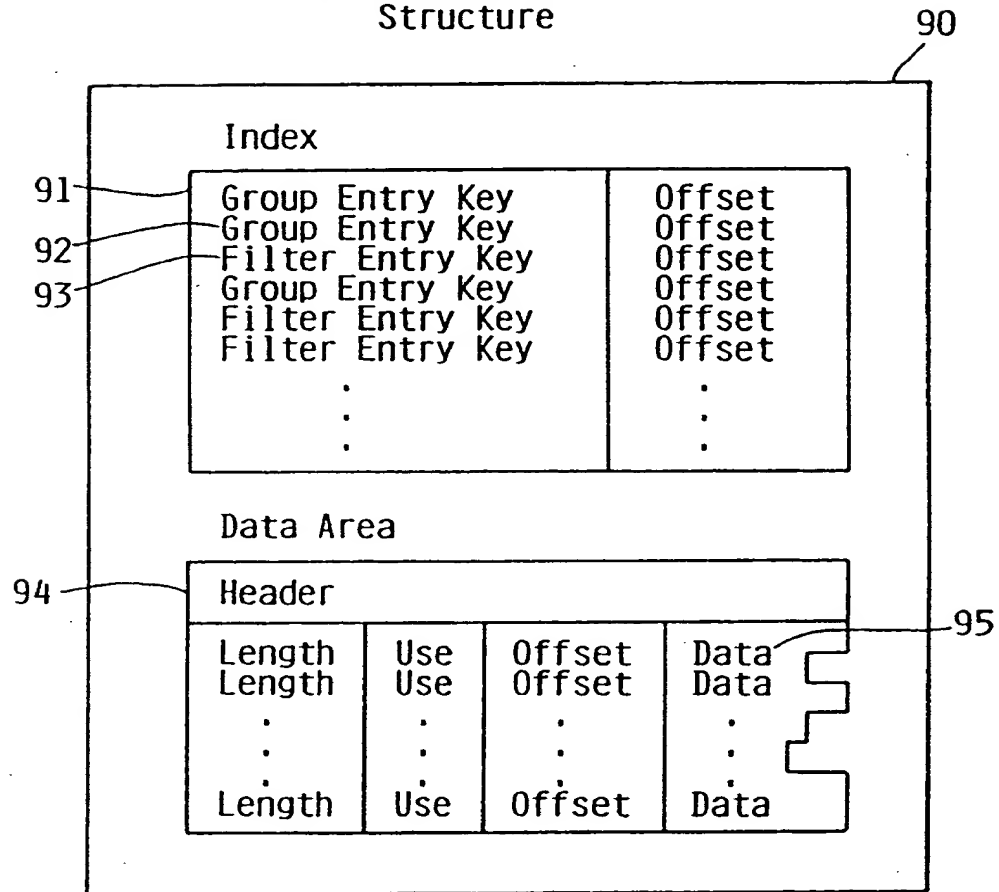 Structure
90
Index
91
Group Entry Key Offset
92
Group Entry Key Offset
93
Filter Entry Key Offset
Group Entry Key Offset
Filter Entry Key Offset
Filter Entry Key Offset
Data Area
94
Header
95
Length Use Offset Data
Length Use Offset Data
Length Use Offset Data